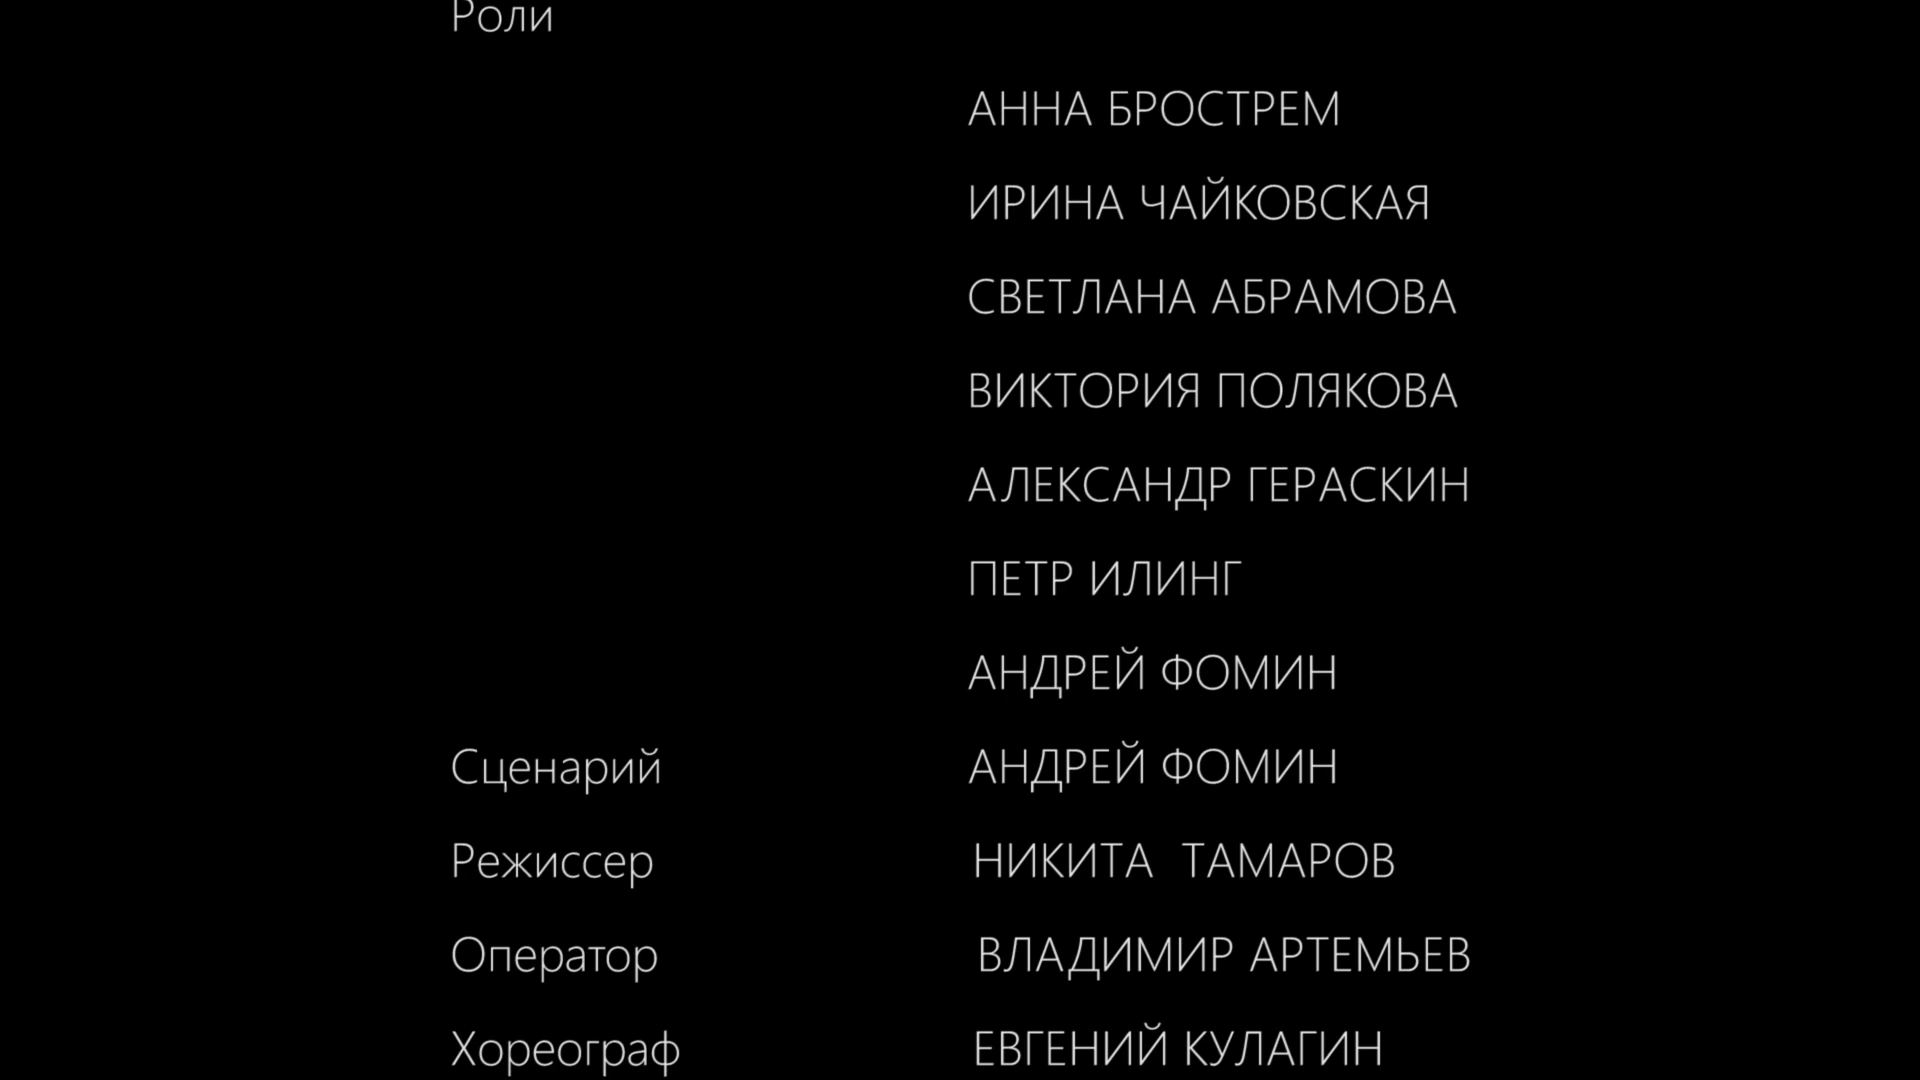 Роли
АННА БРОСТРЕМ
ИРИНА ЧАЙКОВСКАЯ
СВЕТЛАНА АБРАМОВА
ВИКТОРИЯ ПОЛЯКОВА
АЛЕКСАНДР ГЕРАСКИН
ПЕТР ИЛИНГ
АНДРЕЙ ФОМИН
Сценарий АНДРЕЙ ФОМИН
Режиссер НИКИТА ТАМАРОВ
Оператор ВЛАДИМИР АРТЕМЬЕВ
Хореограф ЕВГЕНИЙ КУЛАГИН